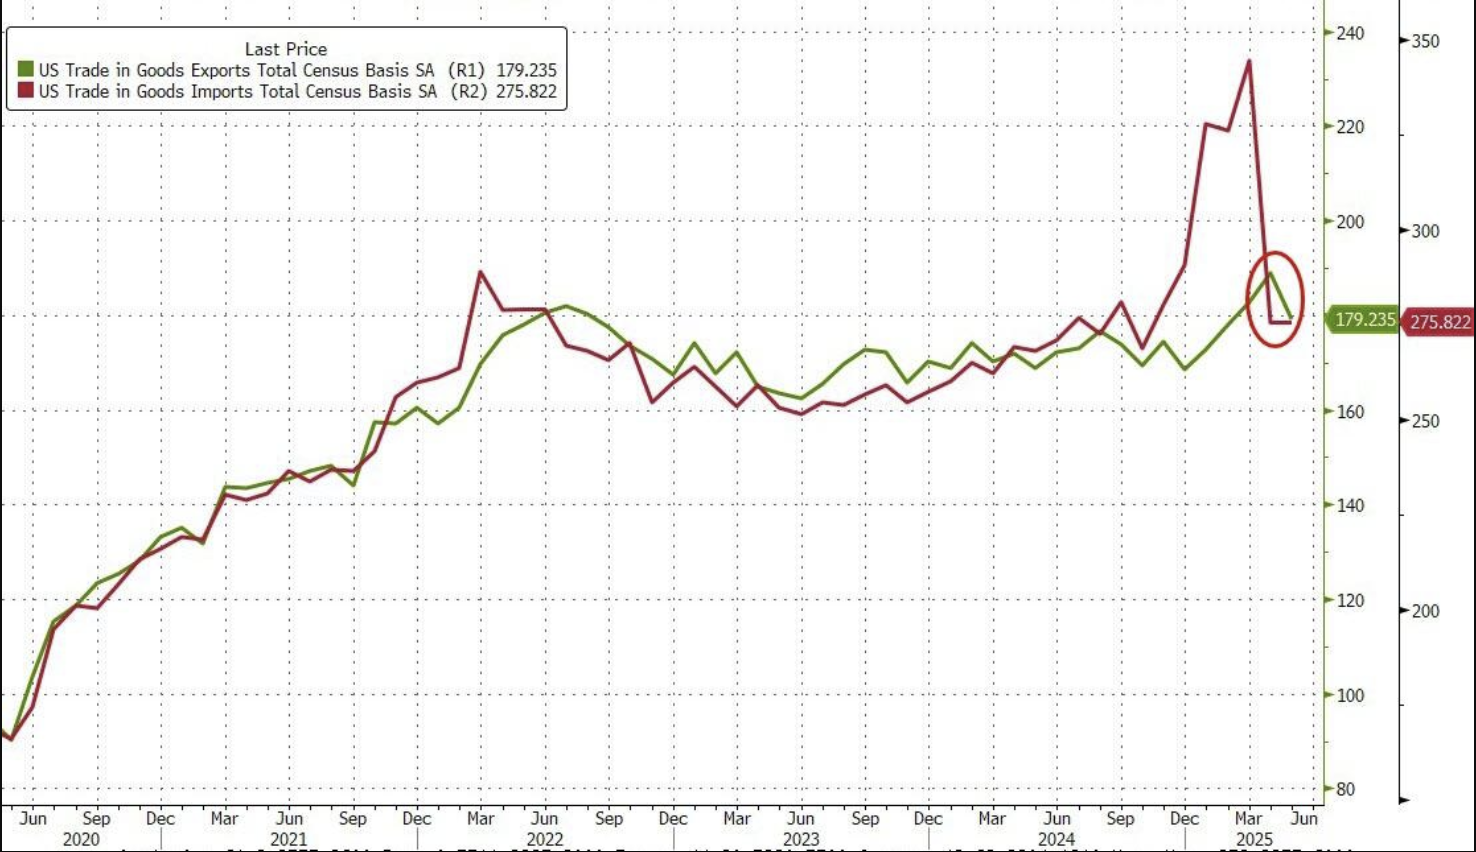 Last Price
US Trade in Goods Exports Total Census Basis SA (R1) 179.235
US Trade in Goods Imports Total Census Basis SA (R2) 275.822
240
220
200
179.235
160
140
120
100
80
350
300
275.822
250
200
Jun Sep Dec Mar Jun Sep Dec Mar Jun Sep Dec Mar Jun Sep Dec Mar Jun Sep Dec Mar Jun
2020 2021 2022 2023 2024 2025